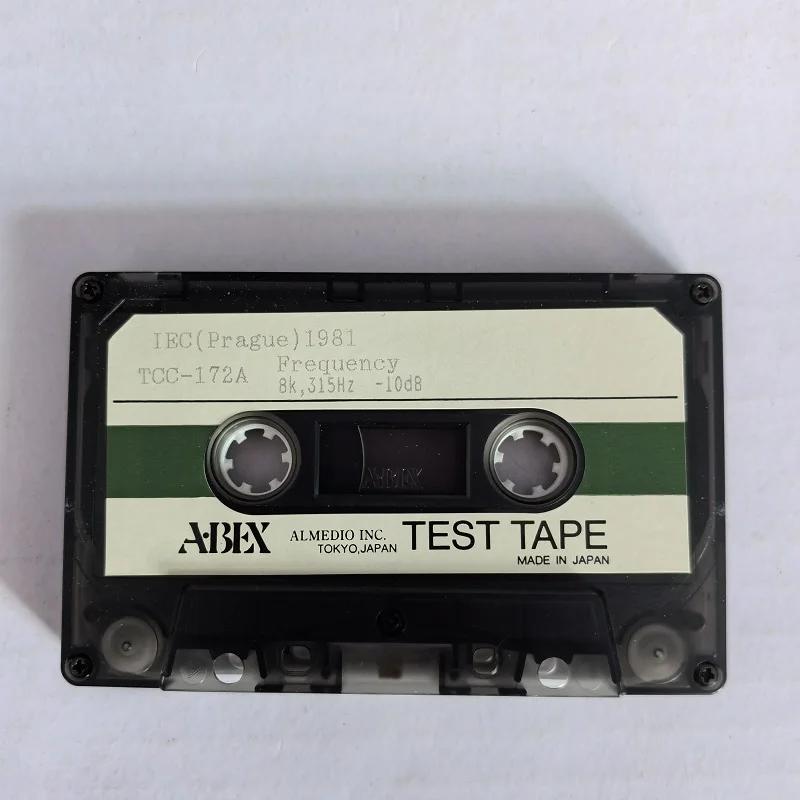 IEC(Prague)1981
TCC-172A Frequency
8k,315Hz -10dB
ABEX
A·BEX ALMEDIO INC. TEST TAPE
TOKYO,JAPAN
MADE IN JAPAN